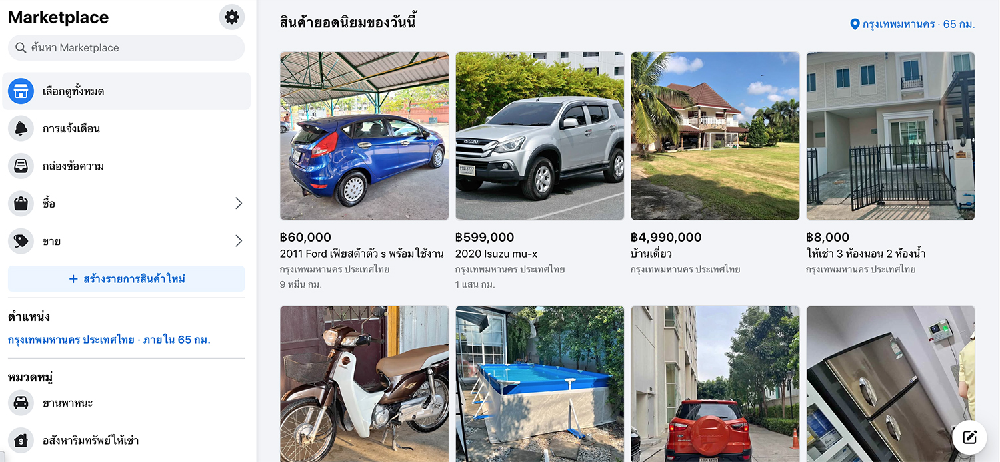 Marketplace
ค้นหา Marketplace
เลือกดูทั้งหมด
การแจ้งเตือน
กล่องข้อความ
ซื้อ
ขาย
+ สร้างรายการสินค้าใหม่
ตำแหน่ง
กรุงเทพมหานคร ประเทศไทย · ภายใน 65 กม.
หมวดหมู่
ยานพาหนะ
อสังหาริมทรัพย์ให้เช่า
สินค้ายอดนิยมของวันนี้
กรุงเทพมหานคร · 65 กม.
ISUZU
฿60,000
2011 Ford เฟียสต้าตัว s พร้อมใช้งาน
กรุงเทพมหานคร ประเทศไทย
9 หมื่น กม.
฿599,000
2020 Isuzu mu-x
กรุงเทพมหานคร ประเทศไทย
1 แสน กม.
฿4,990,000
บ้านเดี่ยว
กรุงเทพมหานคร ประเทศไทย
฿8,000
ให้เช่า 3 ห้องนอน 2 ห้องน้ำ
กรุงเทพมหานคร ประเทศไทย